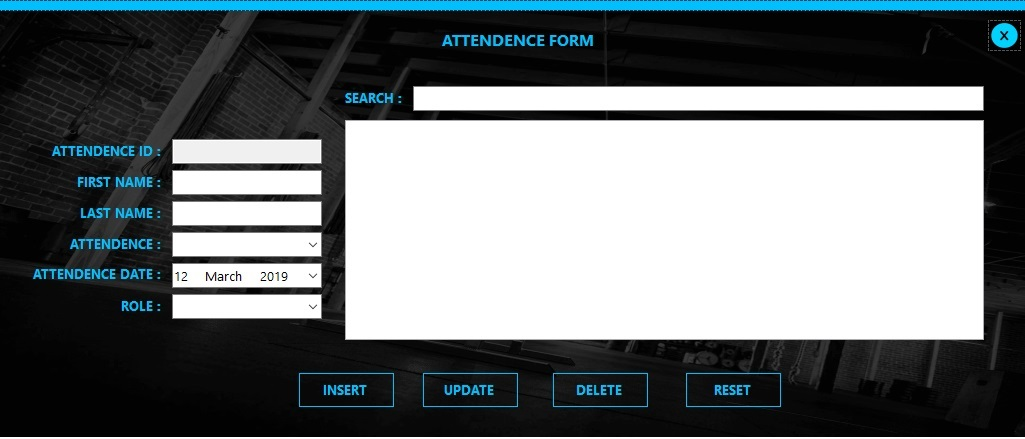 ATTENDENCE FORM
X
SEARCH :
ATTENDENCE ID :
FIRST NAME :
LAST NAME :
ATTENDENCE :
ATTENDENCE DATE : 12 March 2019
ROLE :
INSERT UPDATE DELETE RESET